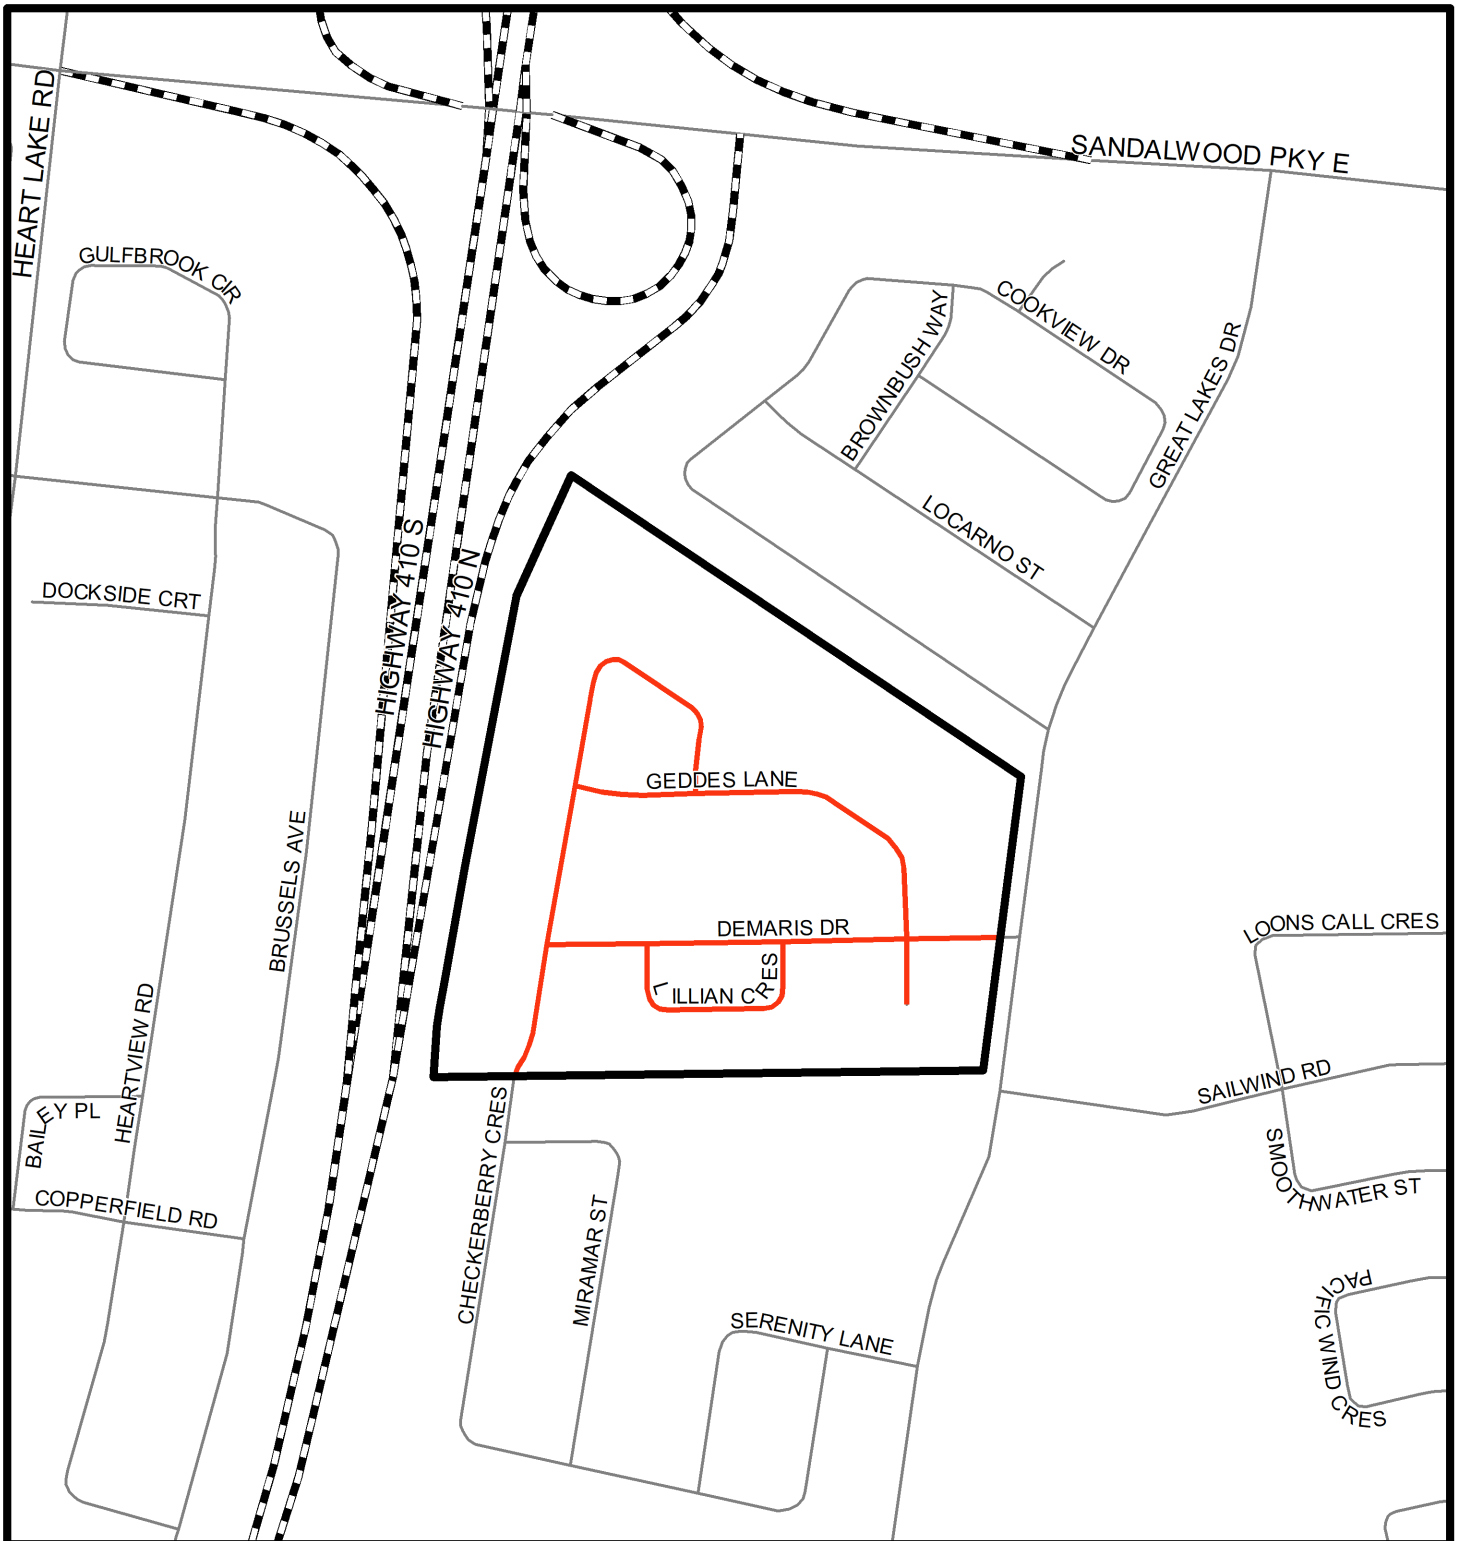 HEART LAKE RD
SANDALWOOD PKY E
GULFBROOK CIR
COOKVIEW DR
BROWNBUSH WAY
GREAT LAKES DR
LOCARNO ST
DOCKSIDE CRT
HIGHWAY 410 S
HIGHWAY 410 N
GEDDES LANE
BRUSSELS AVE
DEMARIS DR
LILLIAN CRES
LOONS CALL CRES
HEARTVIEW RD
SAILWIND RD
BAILEY PL
SMOOTHWATER ST
COPPERFIELD RD
CHECKERBERRY CRES
MIRAMAR ST
SERENITY LANE
PACIFIC WIND CRES